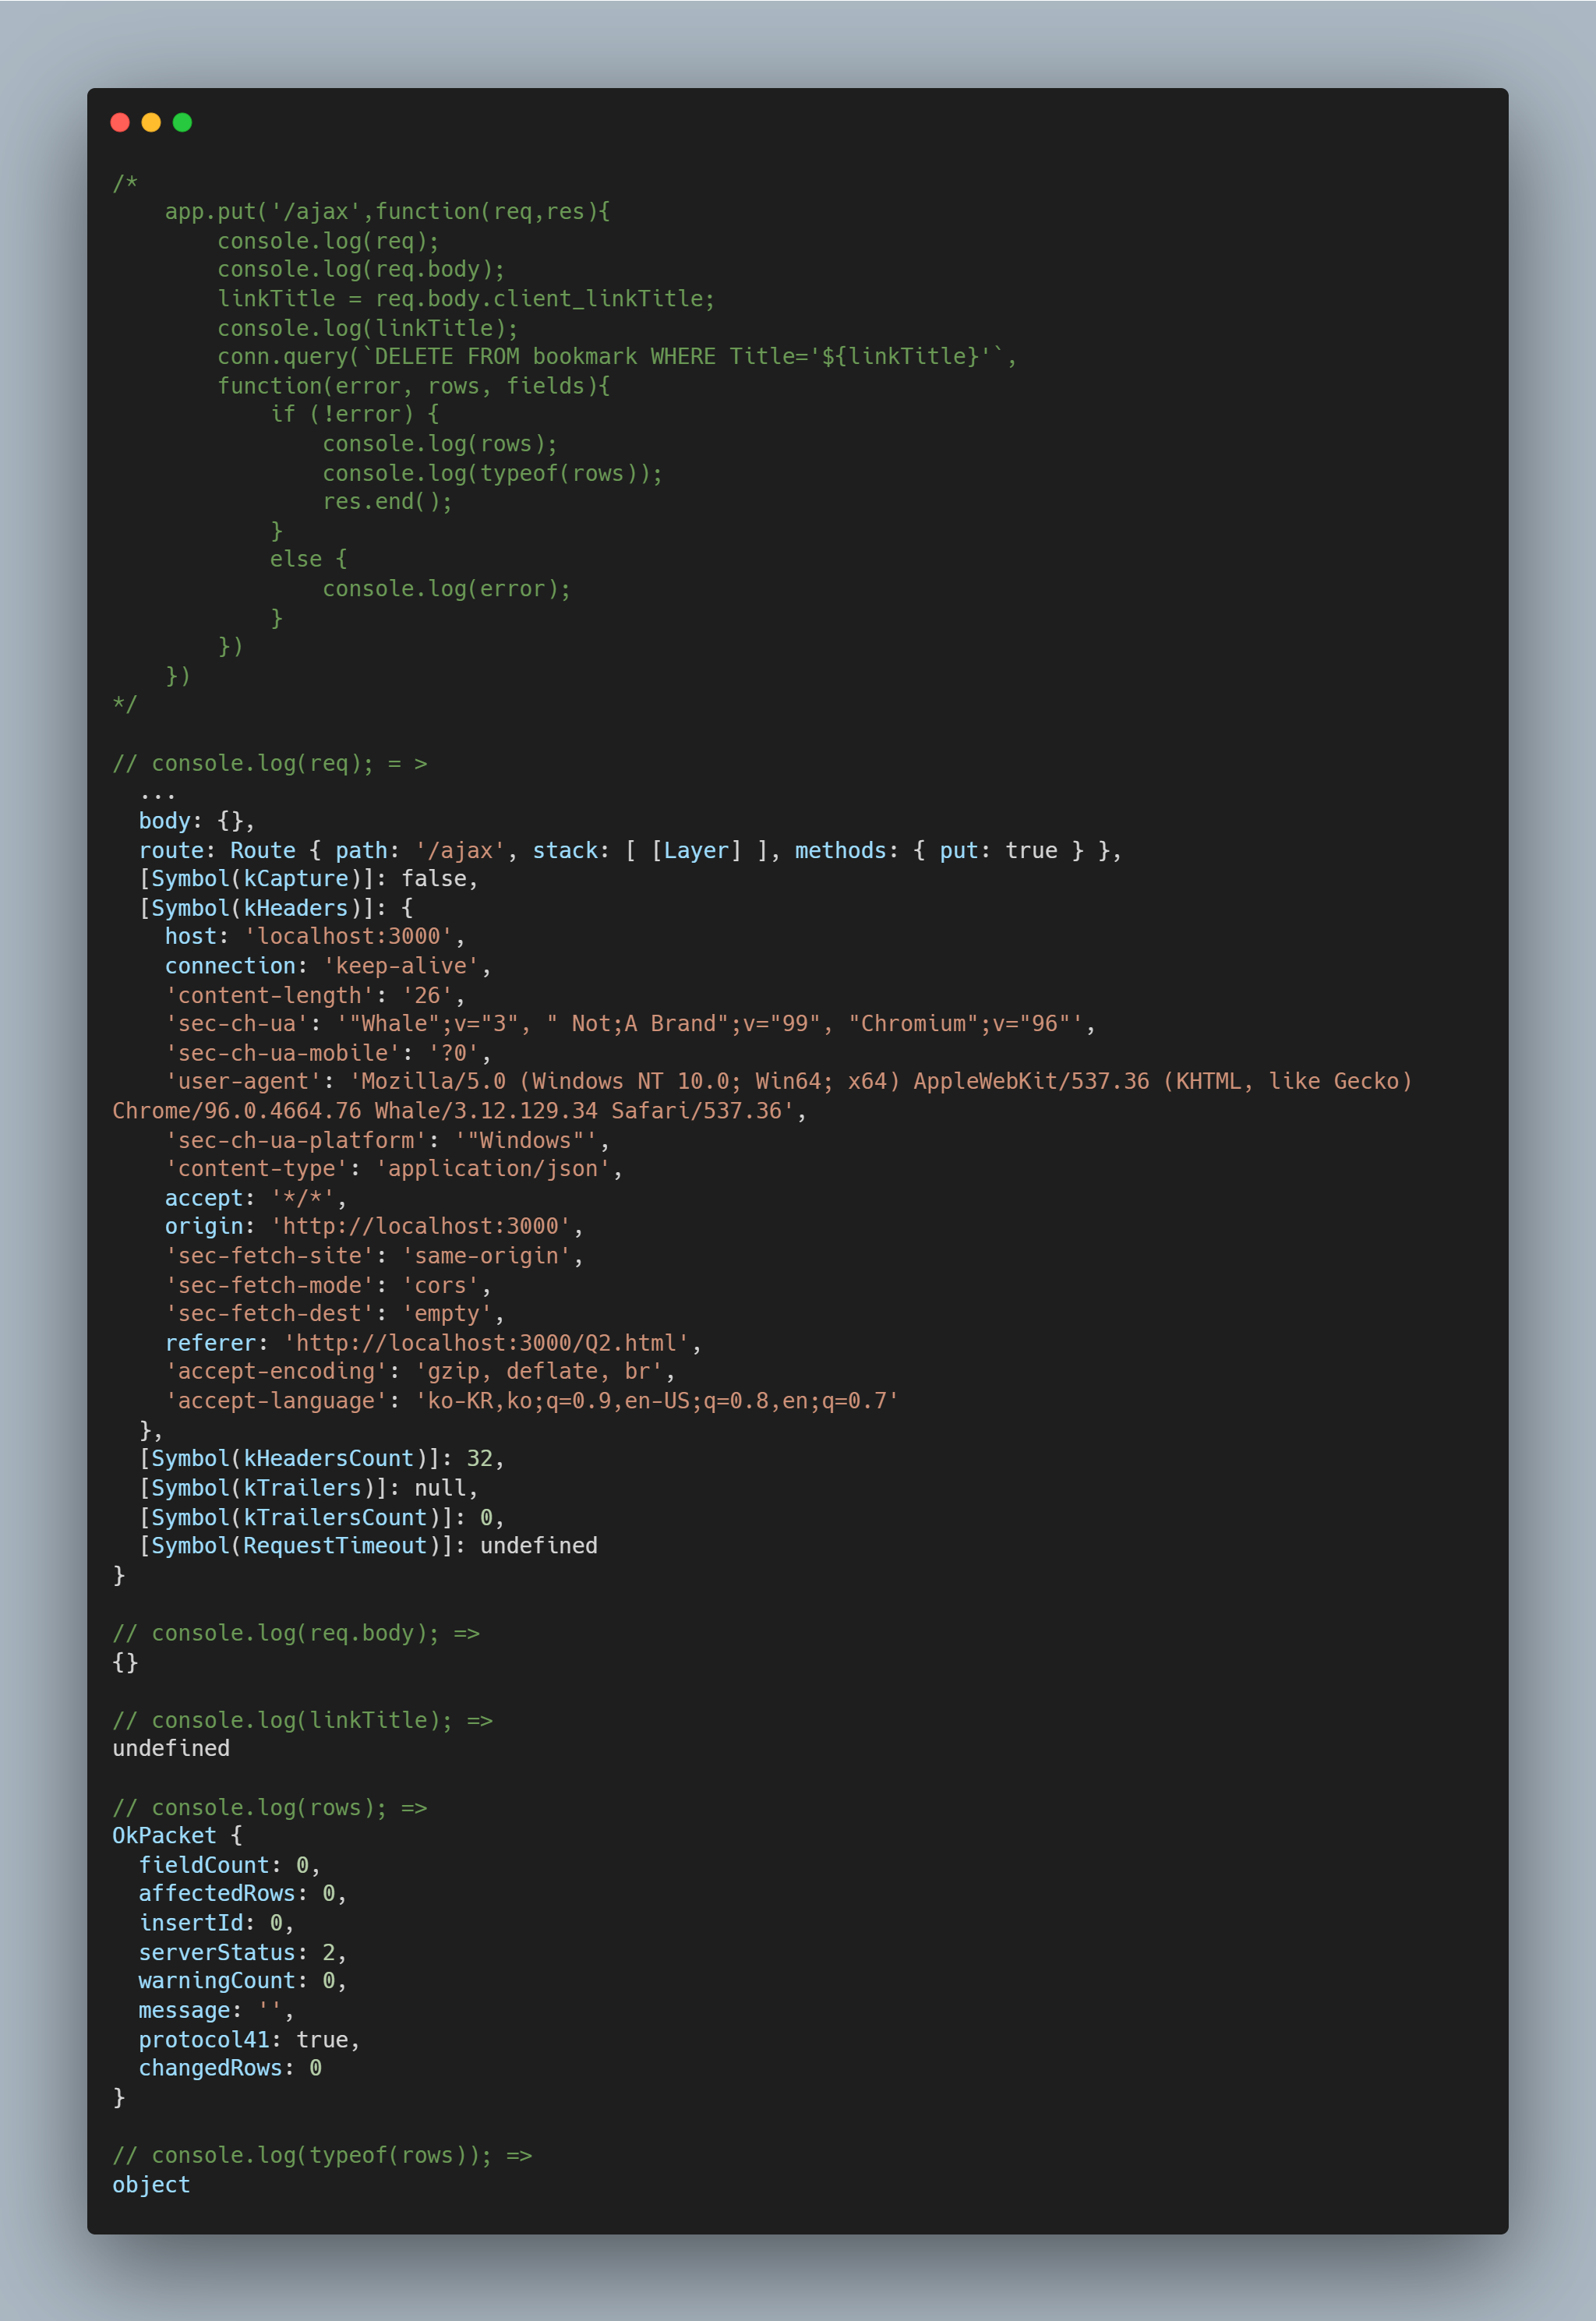 /*
    app.put('/ajax',function(req,res){
        console.log(req);
        console.log(req.body);
        linkTitle = req.body.client_linkTitle;
        console.log(linkTitle);
        conn.query(`DELETE FROM bookmark WHERE Title='${linkTitle}'`,
        function(error, rows, fields){
            if (!error) {
                console.log(rows);
                console.log(typeof(rows));
                res.end();
            }
            else {
                console.log(error);
            }
        })
    })
*/

// console.log(req); = >
  ...
  body: {},
  route: Route { path: '/ajax', stack: [ [Layer] ], methods: { put: true } },
  [Symbol(kCapture)]: false,
  [Symbol(kHeaders)]: {
    host: 'localhost:3000',
    connection: 'keep-alive',
    'content-length': '26',
    'sec-ch-ua': '"Whale";v="3", " Not;A Brand";v="99", "Chromium";v="96"',
    'sec-ch-ua-mobile': '?0',
    'user-agent': 'Mozilla/5.0 (Windows NT 10.0; Win64; x64) AppleWebKit/537.36 (KHTML, like Gecko)
Chrome/96.0.4664.76 Whale/3.12.129.34 Safari/537.36',
    'sec-ch-ua-platform': '"Windows"',
    'content-type': 'application/json',
    accept: '*/*',
    origin: 'http://localhost:3000',
    'sec-fetch-site': 'same-origin',
    'sec-fetch-mode': 'cors',
    'sec-fetch-dest': 'empty',
    referer: 'http://localhost:3000/Q2.html',
    'accept-encoding': 'gzip, deflate, br',
    'accept-language': 'ko-KR,ko;q=0.9,en-US;q=0.8,en;q=0.7'
  },
  [Symbol(kHeadersCount)]: 32,
  [Symbol(kTrailers)]: null,
  [Symbol(kTrailersCount)]: 0,
  [Symbol(RequestTimeout)]: undefined
}

// console.log(req.body); =>
{}

// console.log(linkTitle); =>
undefined

// console.log(rows); =>
OkPacket {
  fieldCount: 0,
  affectedRows: 0,
  insertId: 0,
  serverStatus: 2,
  warningCount: 0,
  message: '',
  protocol41: true,
  changedRows: 0
}

// console.log(typeof(rows)); =>
object